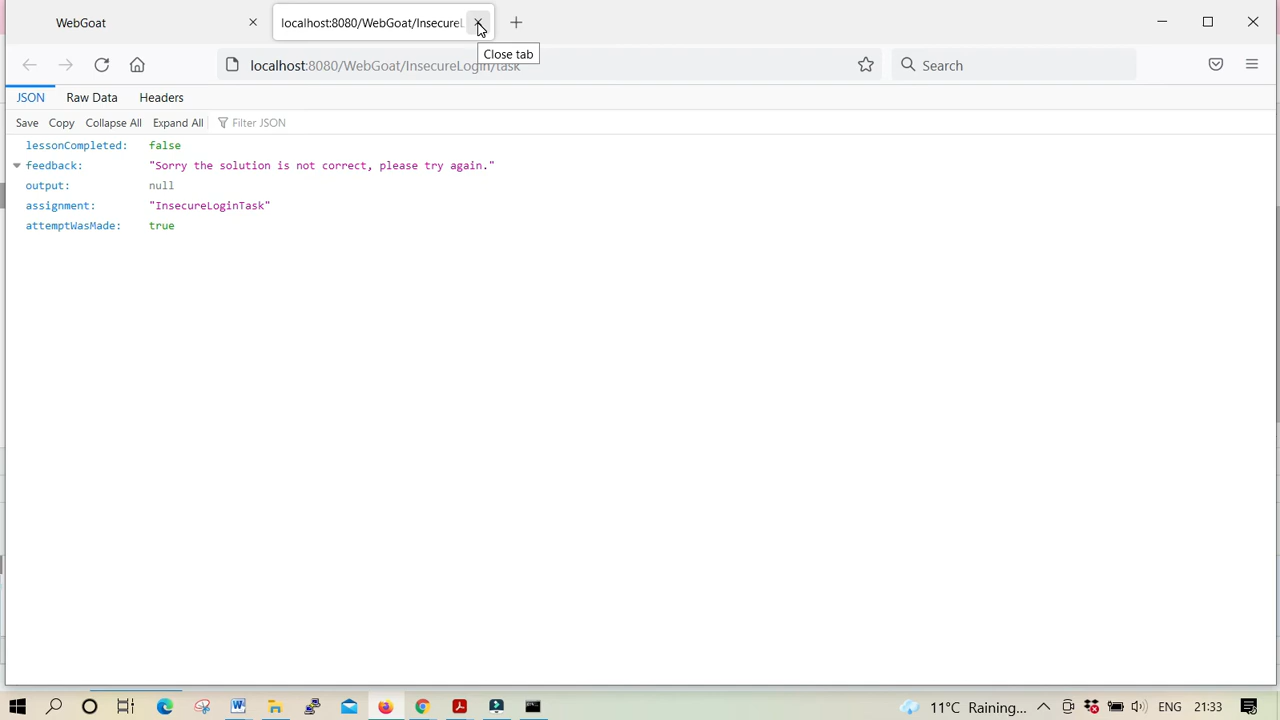 WebGoat
localhost:8080/WebGoat/InsecureL
Close tab
localhost:8080/WebGoat/InsecureLogin/task
Search
JSON Raw Data Headers
Save Copy Collapse All Expand All Filter JSON
lessonCompleted: false
feedback: "Sorry the solution is not correct, please try again."
output: null
assignment: "InsecureLoginTask"
attemptWasMade: true
11°C Raining... ENG 21:33